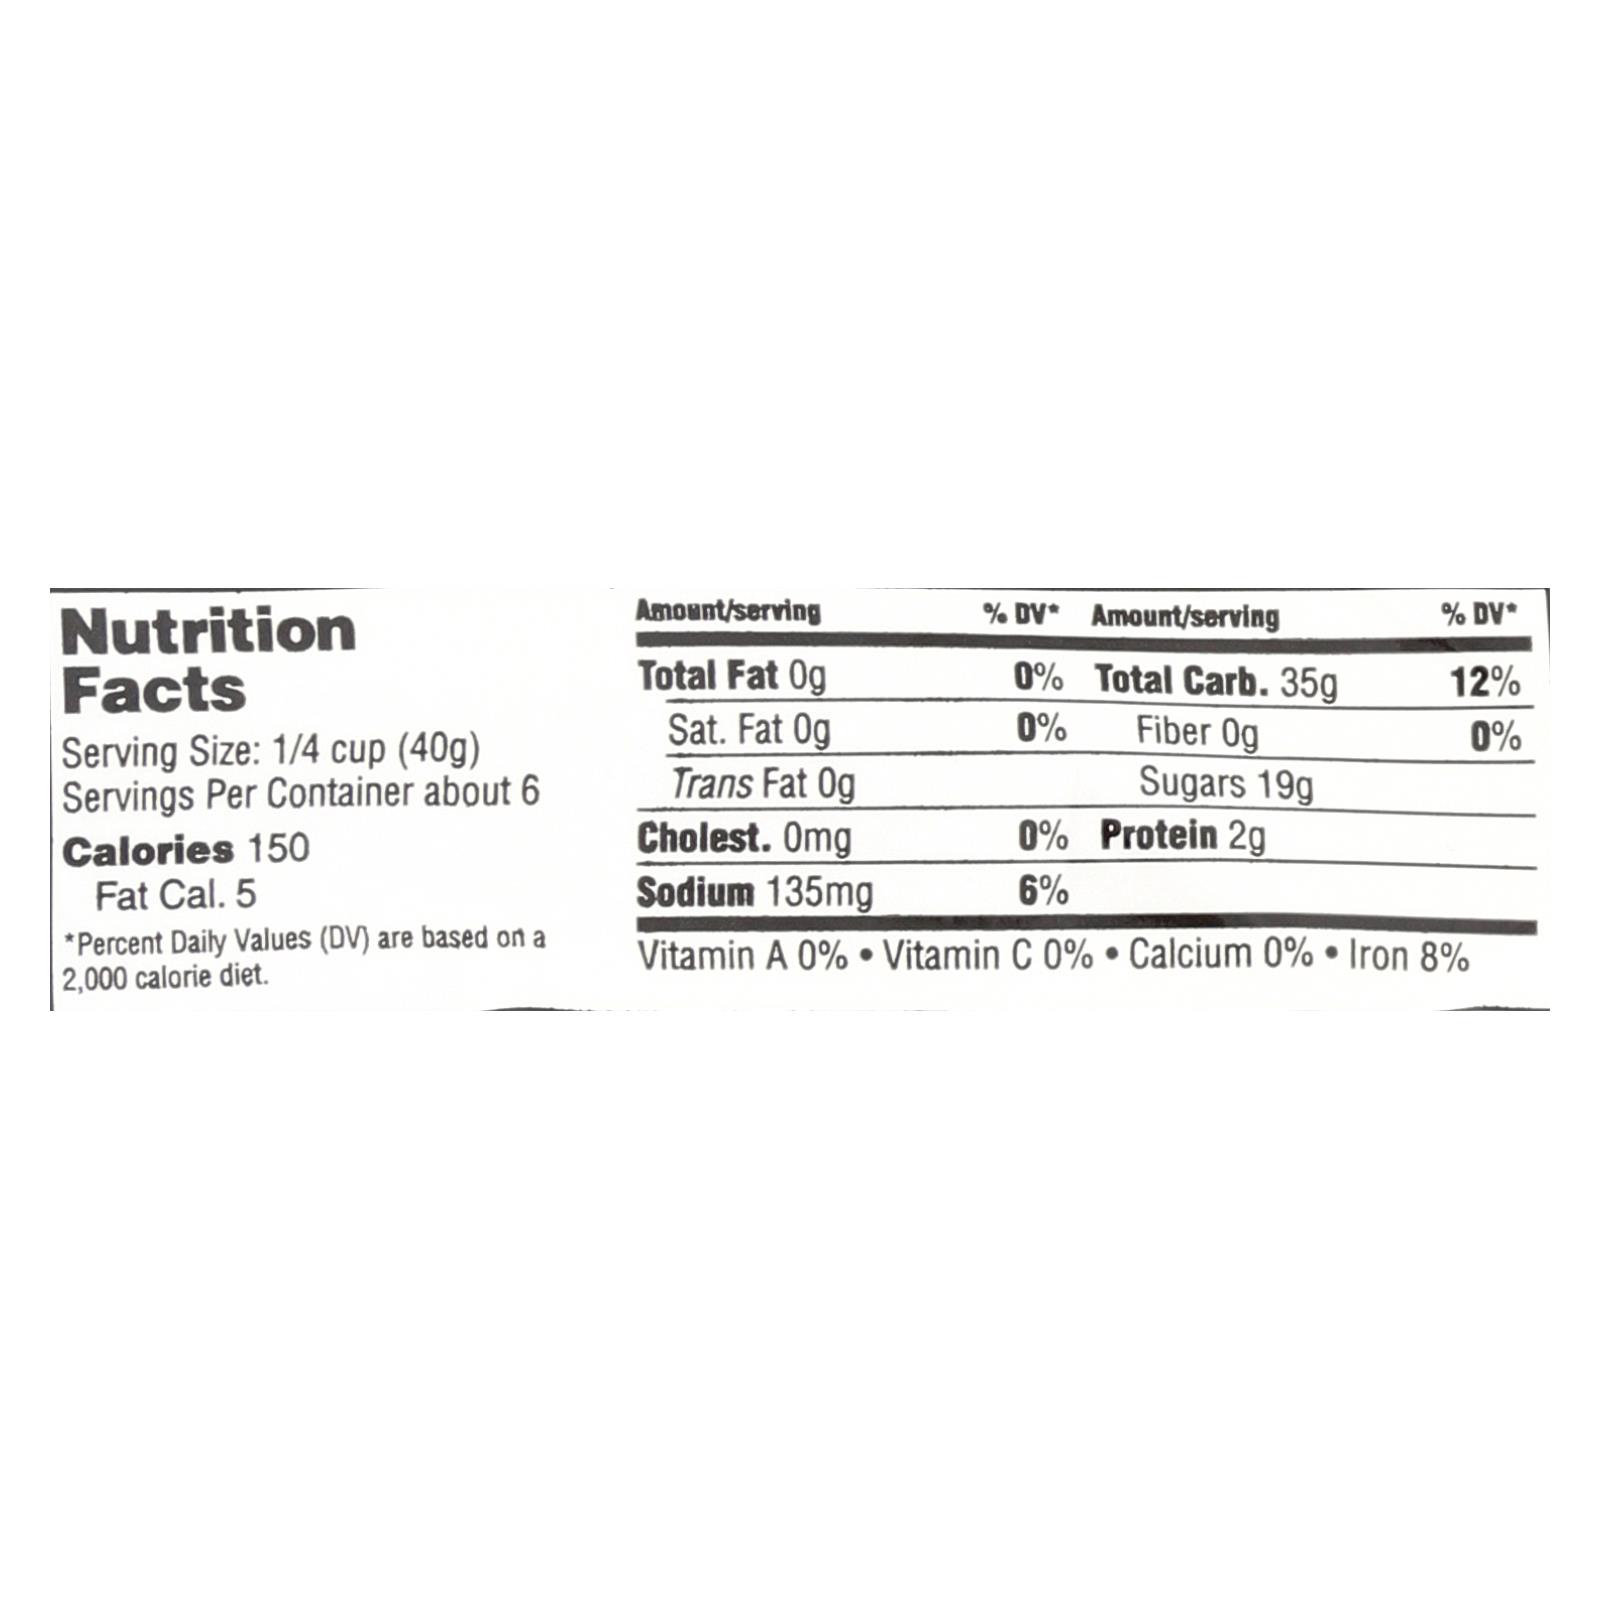 Nutrition
Facts
Serving Size: 1/4 cup (40g)
Servings Per Container about 6
Calories 150
Fat Cal. 5
*Percent Daily Values (DV) are based on a
2,000 calorie diet.
Amount/serving % DV* Amount/serving % DV*
Total Fat 0g 0% Total Carb. 35g 12%
Sat. Fat 0g 0% Fiber 0g 0%
Trans Fat 0g Sugars 19g
Cholest. 0mg 0% Protein 2g
Sodium 135mg 6%
Vitamin A 0% • Vitamin C 0% • Calcium 0% • Iron 8%